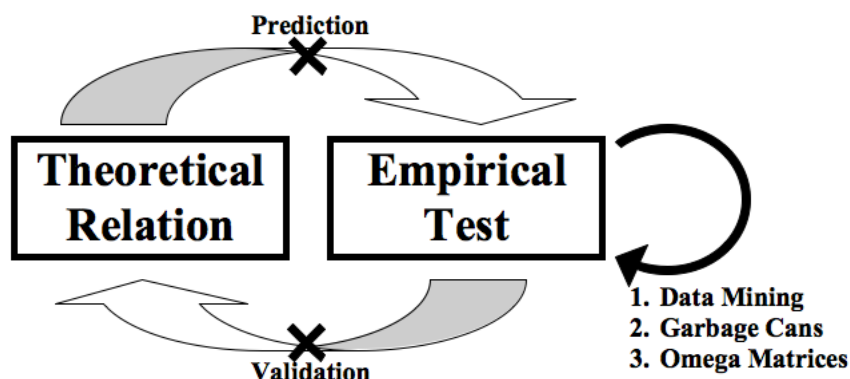 Prediction
Theoretical
Relation
Empirical
Test
1. Data Mining
2. Garbage Cans
3. Omega Matrices
Validation